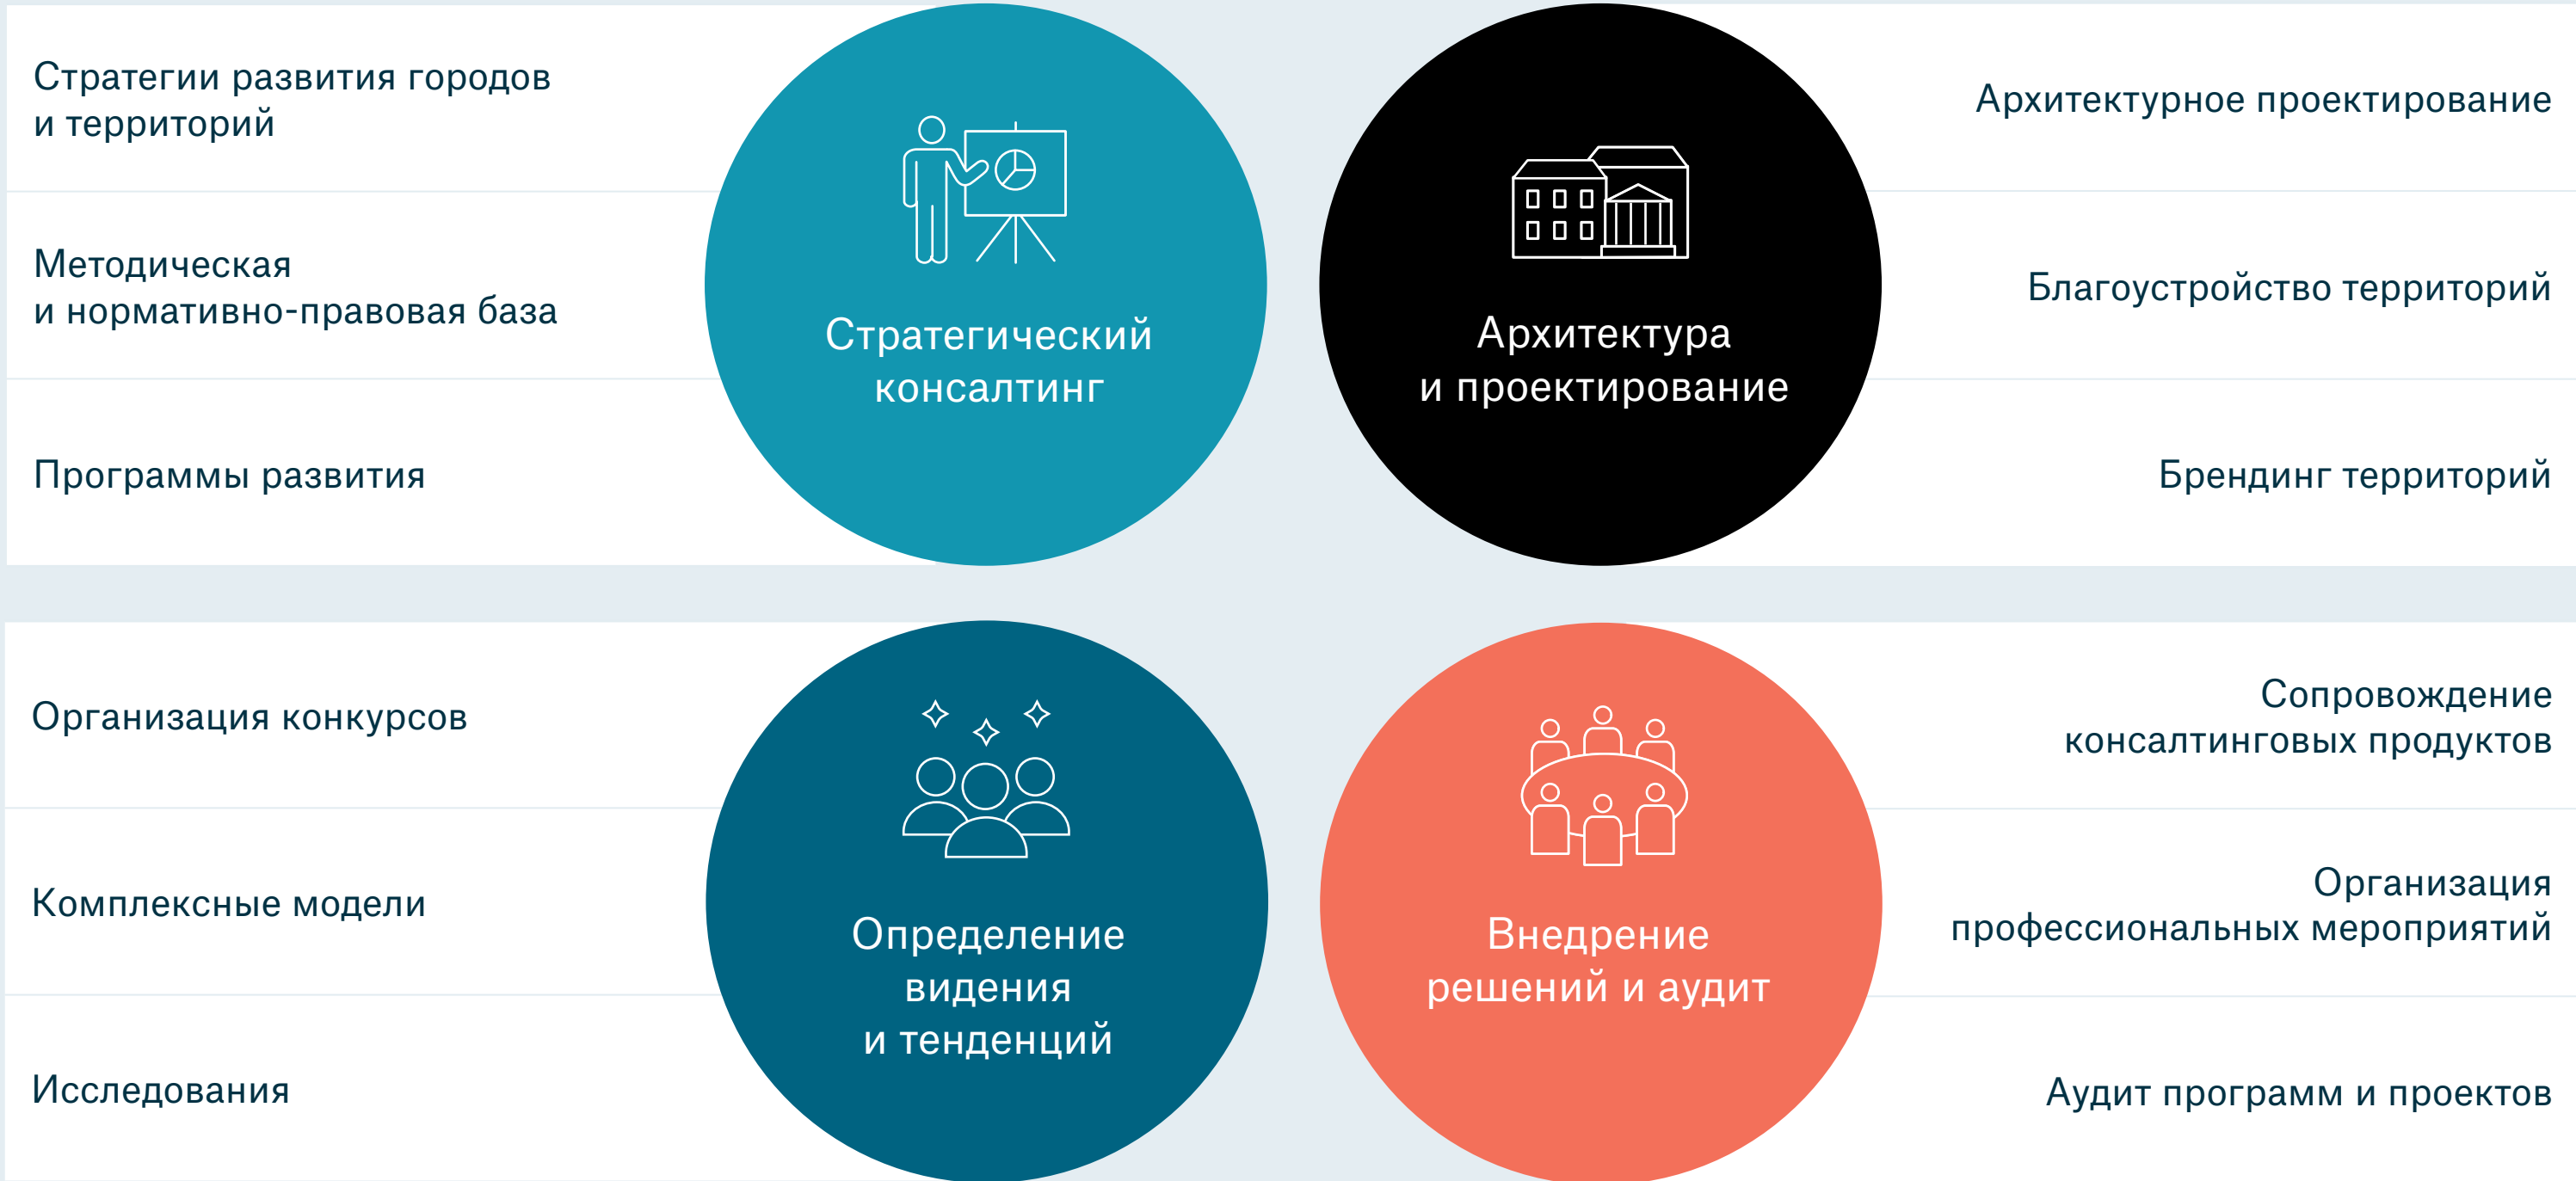 Стратегии развития городов
и территорий
Методическая
и нормативно-правовая база
Программы развития
Стратегический
консалтинг
Архитектура
и проектирование
Архитектурное проектирование
Благоустройство территорий
Брендинг территорий
Организация конкурсов
Комплексные модели
Исследования
Определение
видения
и тенденций
Внедрение
решений и аудит
Сопровождение
консалтинговых продуктов
Организация
профессиональных мероприятий
Аудит программ и проектов